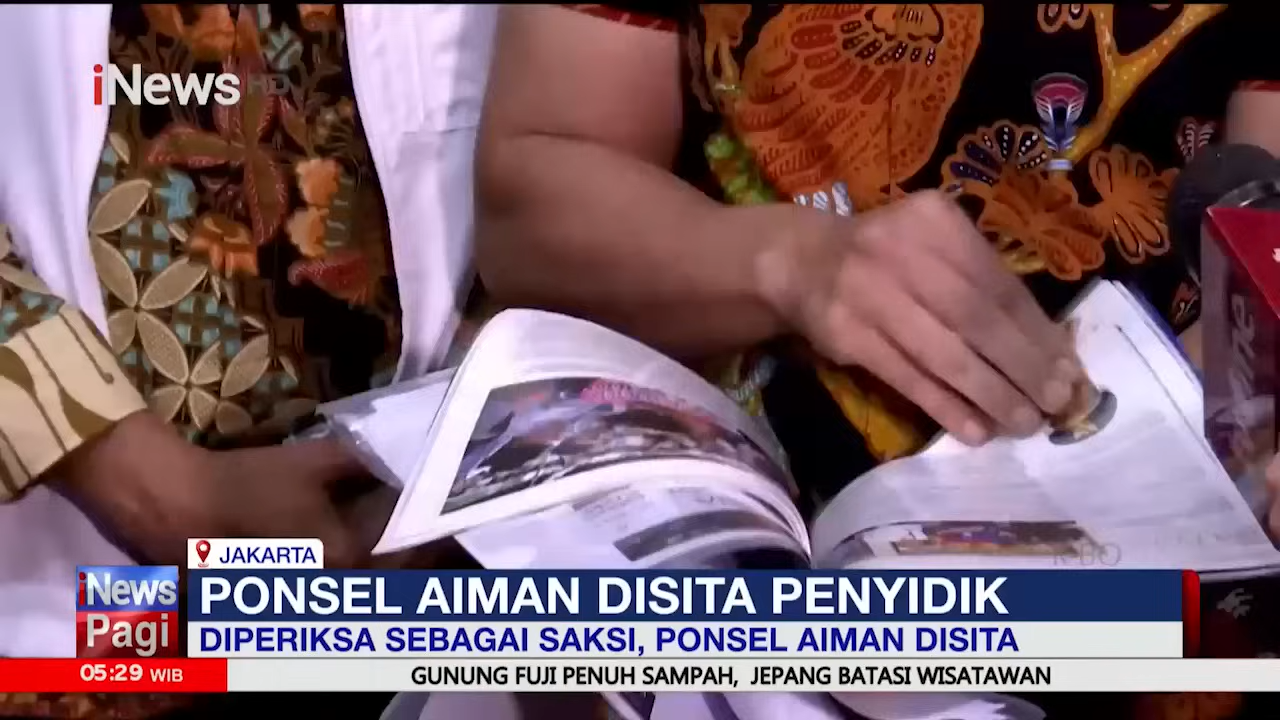 iNews HD
JAKARTA
iNews
Pagi
PONSEL AIMAN DISITA PENYIDIK
DIPERIKSA SEBAGAI SAKSI, PONSEL AIMAN DISITA
05:29 WIB
GUNUNG FUJI PENUH SAMPAH, JEPANG BATASI WISATAWAN